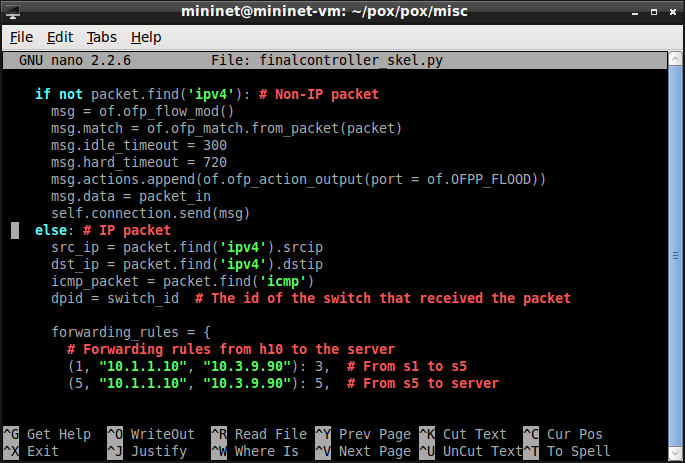 mininet@mininet-vm: ~/pox/pox/misc
File Edit Tabs Help
GNU nano 2.2.6 File: finalcontroller_skel.py
if not packet.find('ipv4'): # Non-IP packet
msg = of.ofp_flow_mod()
msg.match = of.ofp_match.from_packet(packet)
msg.idle_timeout = 300
msg.hard_timeout = 720
msg.actions.append(of.ofp_action_output(port = of.OFPP_FLOOD))
msg.data = packet_in
self.connection.send(msg)
else: # IP packet
src_ip = packet.find('ipv4').srcip
dst_ip = packet.find('ipv4').dstip
icmp_packet = packet.find('icmp')
dpid = switch_id # The id of the switch that received the packet
forwarding_rules = {
# Forwarding rules from h10 to the server
(1, "10.1.1.10", "10.3.9.90"): 3, # From s1 to s5
(5, "10.1.1.10", "10.3.9.90"): 5, # From s5 to server
^G Get Help ^O WriteOut ^R Read File ^Y Prev Page ^K Cut Text ^C Cur Pos
^X Exit ^J Justify ^W Where Is ^V Next Page ^U UnCut Text ^T To Spell